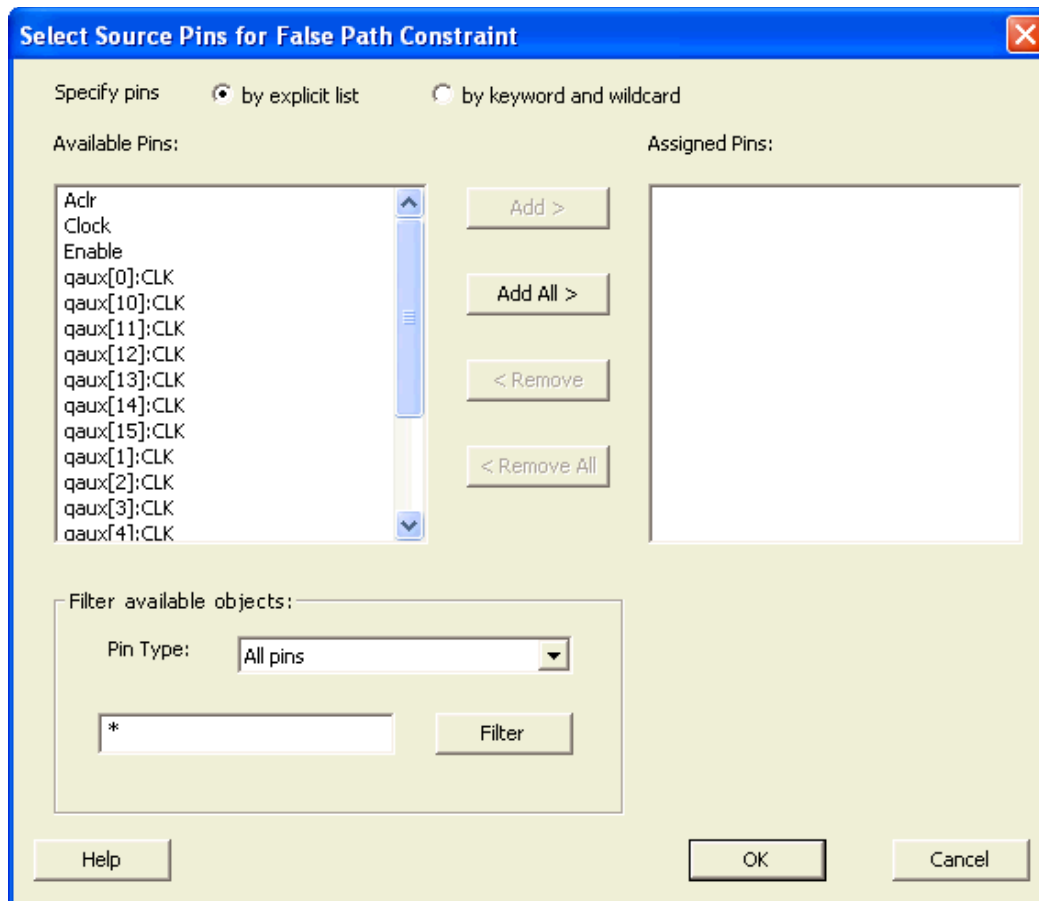 Select Source Pins for False Path Constraint
Specify pins by explicit list by keyword and wildcard
Available Pins: Assigned Pins:
Aclr
Clock
Enable
qaux[0]:CLK
qaux[10]:CLK
qaux[11]:CLK
qaux[12]:CLK
qaux[13]:CLK
qaux[14]:CLK
qaux[15]:CLK
qaux[1]:CLK
qaux[2]:CLK
qaux[3]:CLK
qaux[4]:CLK
Add >
Add All >
< Remove
< Remove All
Filter available objects:
Pin Type: All pins
* Filter
Help OK Cancel